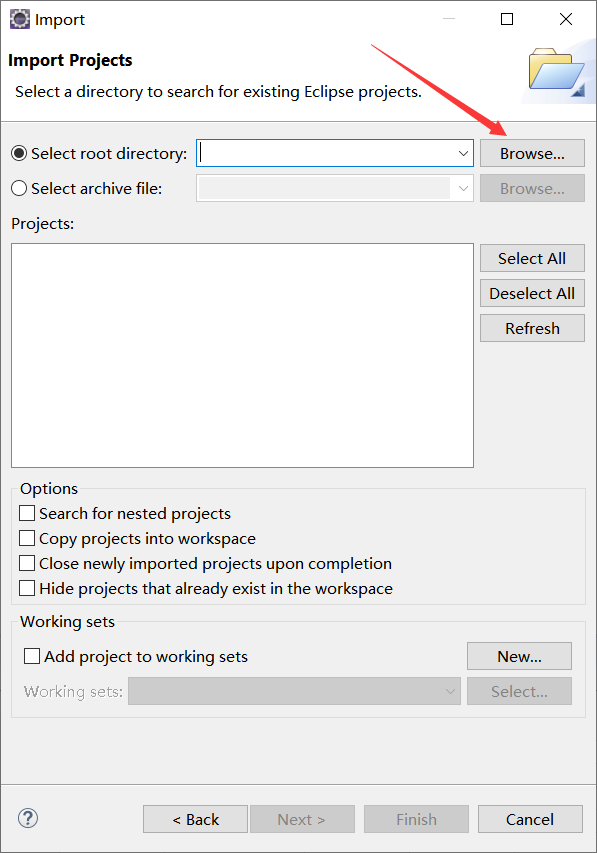 Import
Import Projects
Select a directory to search for existing Eclipse projects.
Select root directory: Browse...
Select archive file: Browse...
Projects:
Select All
Deselect All
Refresh
Options
Search for nested projects
Copy projects into workspace
Close newly imported projects upon completion
Hide projects that already exist in the workspace
Working sets
Add project to working sets New...
Working sets: Select...
? < Back Next > Finish Cancel